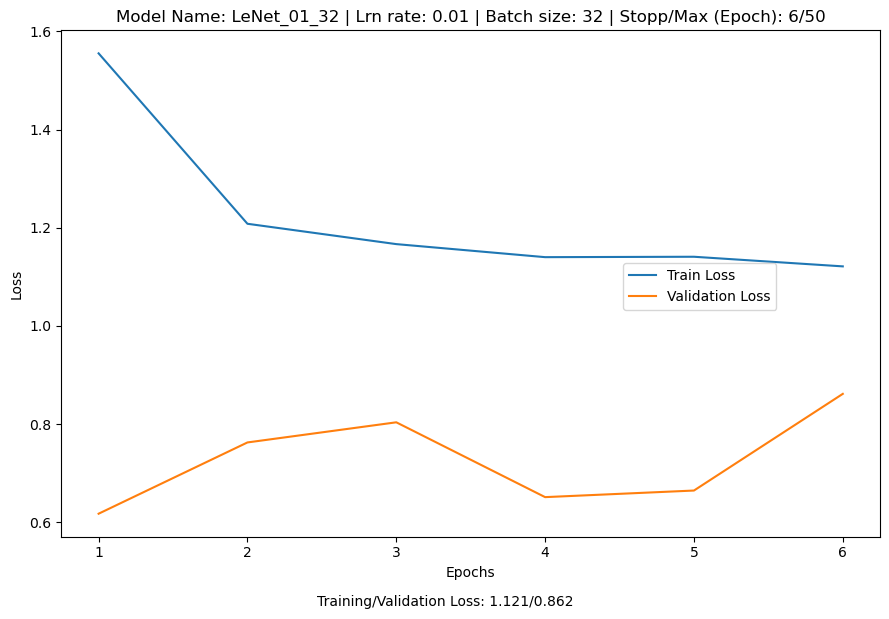 Model Name: LeNet_01_32 | Lrn rate: 0.01 | Batch size: 32 | Stopp/Max (Epoch): 6/50
1.6
1.4
1.2
1.0
0.8
0.6
Loss
Train Loss
Validation Loss
1 2 3 4 5 6
Epochs
Training/Validation Loss: 1.121/0.862